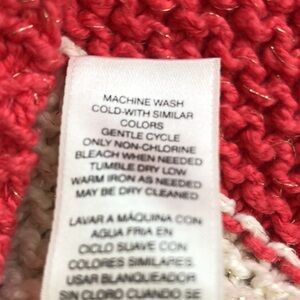 MACHINE WASH
COLD-WITH SIMILAR
COLORS
GENTLE CYCLE
ONLY NON-CHLORINE
BLEACH WHEN NEEDED
TUMBLE DRY LOW
WARM IRON AS NEEDED
MAY BE DRY CLEANED
LAVAR A MÁQUINA CON
AGUA FRIA EN
CICLO SUAVE CON
COLORES SIMILARES.
USAR BLANQUEADOR
SIN CLORO CUANDO SE